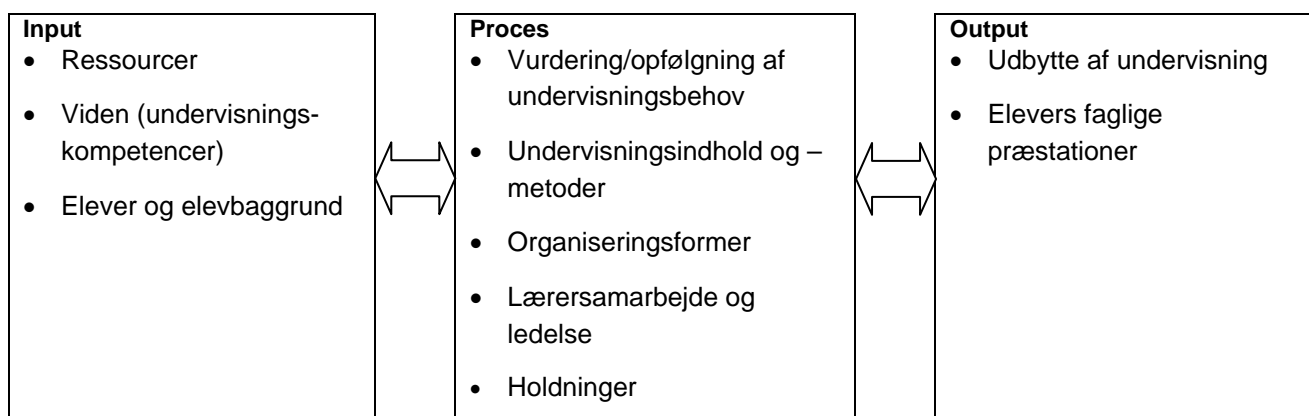 Input
• Ressourcer
• Viden (undervisnings-
kompetencer)
• Elever og elevbaggrund
Proces
• Vurdering/opfølgning af
undervisningsbehov
• Undervisningsindhold og –
metoder
• Organiseringsformer
• Lærersamarbejde og
ledelse
• Holdninger
Output
• Udbytte af undervisning
• Elevers faglige
præstationer